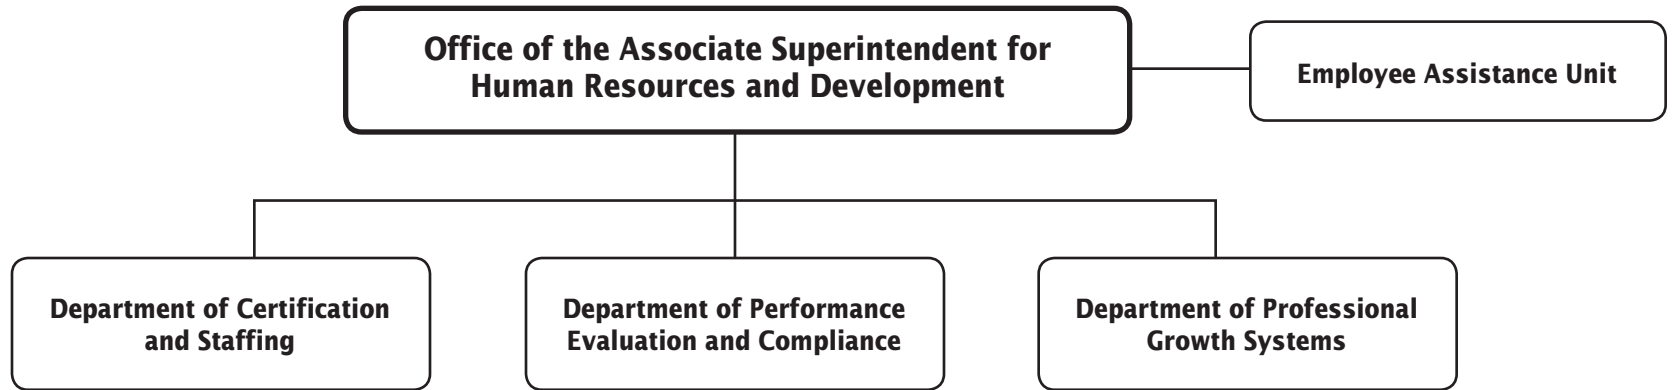 Office of the Associate Superintendent for
Human Resources and Development
Employee Assistance Unit
Department of Certification
and Staffing
Department of Performance
Evaluation and Compliance
Department of Professional
Growth Systems